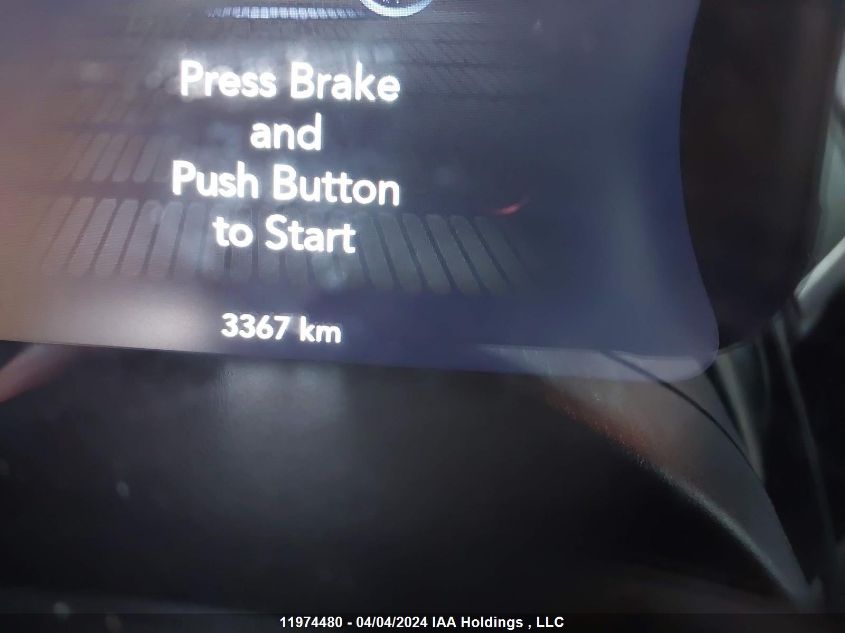 Press Brake
and
Push Button
to Start
3367 km
11974480 - 04/04/2024 IAA Holdings , LLC